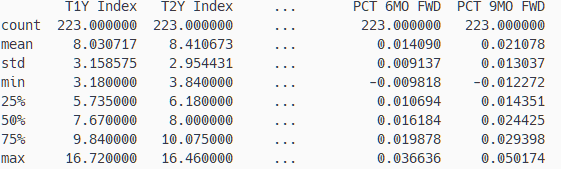 T1Y Index T2Y Index ... PCT 6MO FWD PCT 9MO FWD
count 223.000000 223.000000 ... 223.000000 223.000000
mean 8.030717 8.410673 ... 0.014090 0.021078
std 3.158575 2.954431 ... 0.009137 0.013037
min 3.180000 3.840000 ... -0.009818 -0.012272
25% 5.735000 6.180000 ... 0.010694 0.014351
50% 7.670000 8.000000 ... 0.016184 0.024425
75% 9.840000 10.075000 ... 0.019878 0.029398
max 16.720000 16.460000 ... 0.036636 0.050174